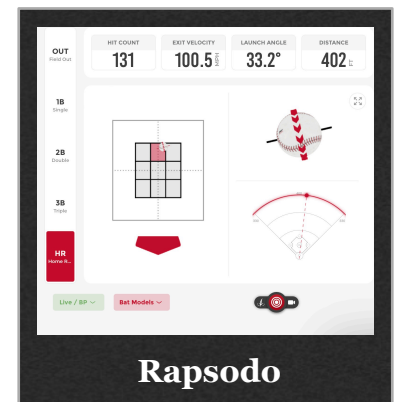 OUT
Field Out
HIT COUNT
131
EXIT VELOCITY
100.5 MPH
LAUNCH ANGLE
33.2°
DISTANCE
402 FT
1B
Single
2B
Double
3B
Triple
HR
Home R...
Live / BP
Bat Models
Rapsodo